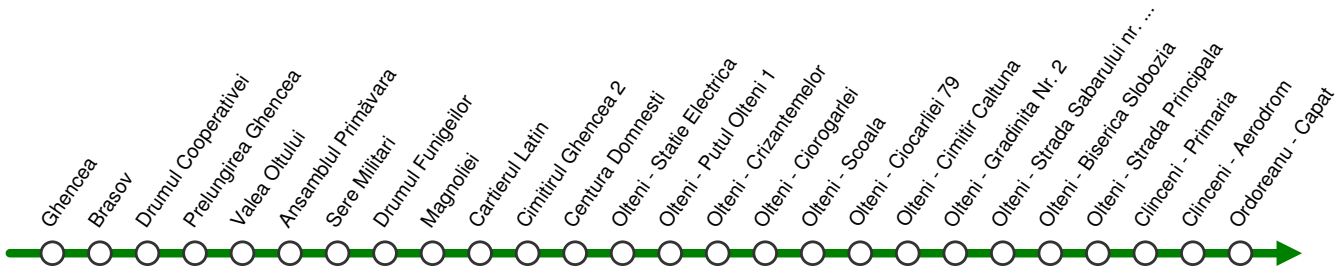 Ghencea
Brasov
Drumul Cooperativei
Prelungirea Ghencea
Valea Oltului
Ansamblul Primăvara
Sere Militari
Drumul Funigeilor
Magnoliei
Cartierul Latin
Cimitirul Ghencea 2
Centura Domnesti
Olteni - Statie Electrica
Olteni - Putul Olteni 1
Olteni - Crizantemelor
Olteni - Ciorogarlei
Olteni - Scoala
Olteni - Ciocarliei 79
Olteni - Cimitir Caltuna
Olteni - Gradinita Nr. 2
Olteni - Strada Sabarului nr. ...
Olteni - Biserica Slobozia
Olteni - Strada Principala
Clinceni - Primaria
Clinceni - Aerodrom
Ordoreanu - Capat